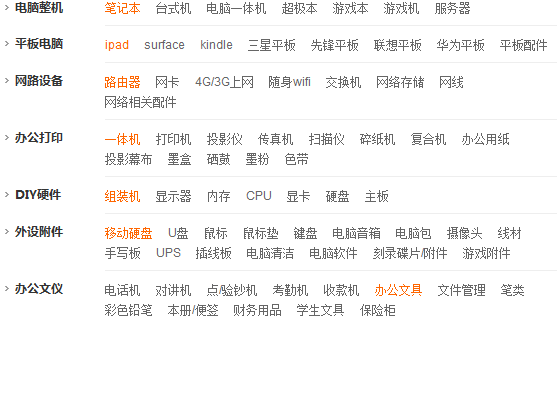 电脑整机 笔记本 台式机 电脑一体机 超极本 游戏本 游戏机 服务器
平板电脑 ipad surface kindle 三星平板 先锋平板 联想平板 华为平板 平板配件
网路设备 路由器 网卡 4G/3G上网 随身wifi 交换机 网络存储 网线
网络相关配件
办公打印 一体机 打印机 投影仪 传真机 扫描仪 碎纸机 复合机 办公用纸
投影幕布 墨盒 硒鼓 墨粉 色带
DIY硬件 组装机 显示器 内存 CPU 显卡 硬盘 主板
外设附件 移动硬盘 U盘 鼠标 鼠标垫 键盘 电脑音箱 电脑包 摄像头 线材
手写板 UPS 插线板 电脑清洁 电脑软件 刻录碟片/附件 游戏附件
办公文仪 电话机 对讲机 点/验钞机 考勤机 收款机 办公文具 文件管理 笔类
彩色铅笔 本册/便签 财务用品 学生文具 保险柜